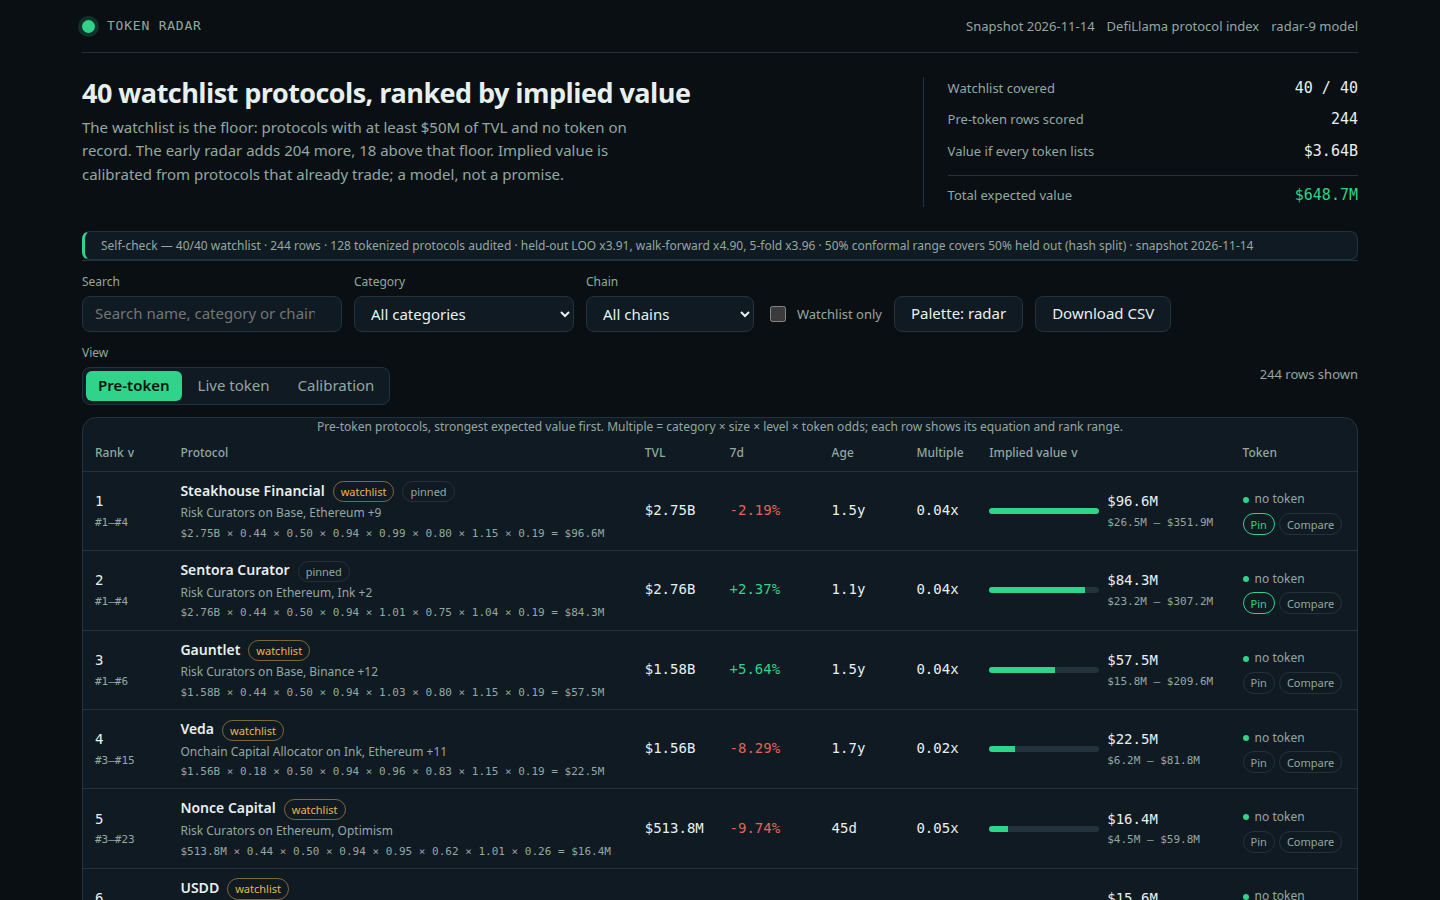 TOKEN RADAR
Snapshot 2026-11-14 DefiLlama protocol index radar-9 model
40 watchlist protocols, ranked by implied value
The watchlist is the floor: protocols with at least $50M of TVL and no token on
record. The early radar adds 204 more, 18 above that floor. Implied value is
calibrated from protocols that already trade; a model, not a promise.
Watchlist covered 40 / 40
Pre-token rows scored 244
Value if every token lists $3.64B
Total expected value $648.7M
Self-check — 40/40 watchlist · 244 rows · 128 tokenized protocols audited · held-out LOO x3.91, walk-forward x4.90, 5-fold x3.96 · 50% conformal range covers 50% held out (hash split) · snapshot 2026-11-14
Search Category Chain
Search name, category or chain All categories All chains Watchlist only Palette: radar Download CSV
View
Pre-token Live token Calibration 244 rows shown
Pre-token protocols, strongest expected value first. Multiple = category × size × level × token odds; each row shows its equation and rank range.
Rank v Protocol TVL 7d Age Multiple Implied value v Token
1 Steakhouse Financial watchlist pinned $2.75B -2.19% 1.5y 0.04x $96.6M no token
#1–#4 Risk Curators on Base, Ethereum +9 $26.5M – $351.9M Pin Compare
$2.75B × 0.44 × 0.50 × 0.94 × 0.99 × 0.80 × 1.15 × 0.19 = $96.6M
2 Sentora Curator pinned $2.76B +2.37% 1.1y 0.04x $84.3M no token
#1–#4 Risk Curators on Ethereum, Ink +2 $23.2M – $307.2M Pin Compare
$2.76B × 0.44 × 0.50 × 0.94 × 1.01 × 0.75 × 1.04 × 0.19 = $84.3M
3 Gauntlet watchlist $1.58B +5.64% 1.5y 0.04x $57.5M no token
#1–#6 Risk Curators on Base, Binance +12 $15.8M – $209.6M Pin Compare
$1.58B × 0.44 × 0.50 × 0.94 × 1.03 × 0.80 × 1.15 × 0.19 = $57.5M
4 Veda watchlist $1.56B -8.29% 1.7y 0.02x $22.5M no token
#3–#15 Onchain Capital Allocator on Ink, Ethereum +11 $6.2M – $81.8M Pin Compare
$1.56B × 0.18 × 0.50 × 0.94 × 0.96 × 0.83 × 1.15 × 0.19 = $22.5M
5 Nonce Capital watchlist $513.8M -9.74% 45d 0.05x $16.4M no token
#3–#23 Risk Curators on Ethereum, Optimism $4.5M – $59.8M Pin Compare
$513.8M × 0.44 × 0.50 × 0.94 × 0.95 × 0.62 × 1.01 × 0.26 = $16.4M
6 USDD watchlist $15.6M no token